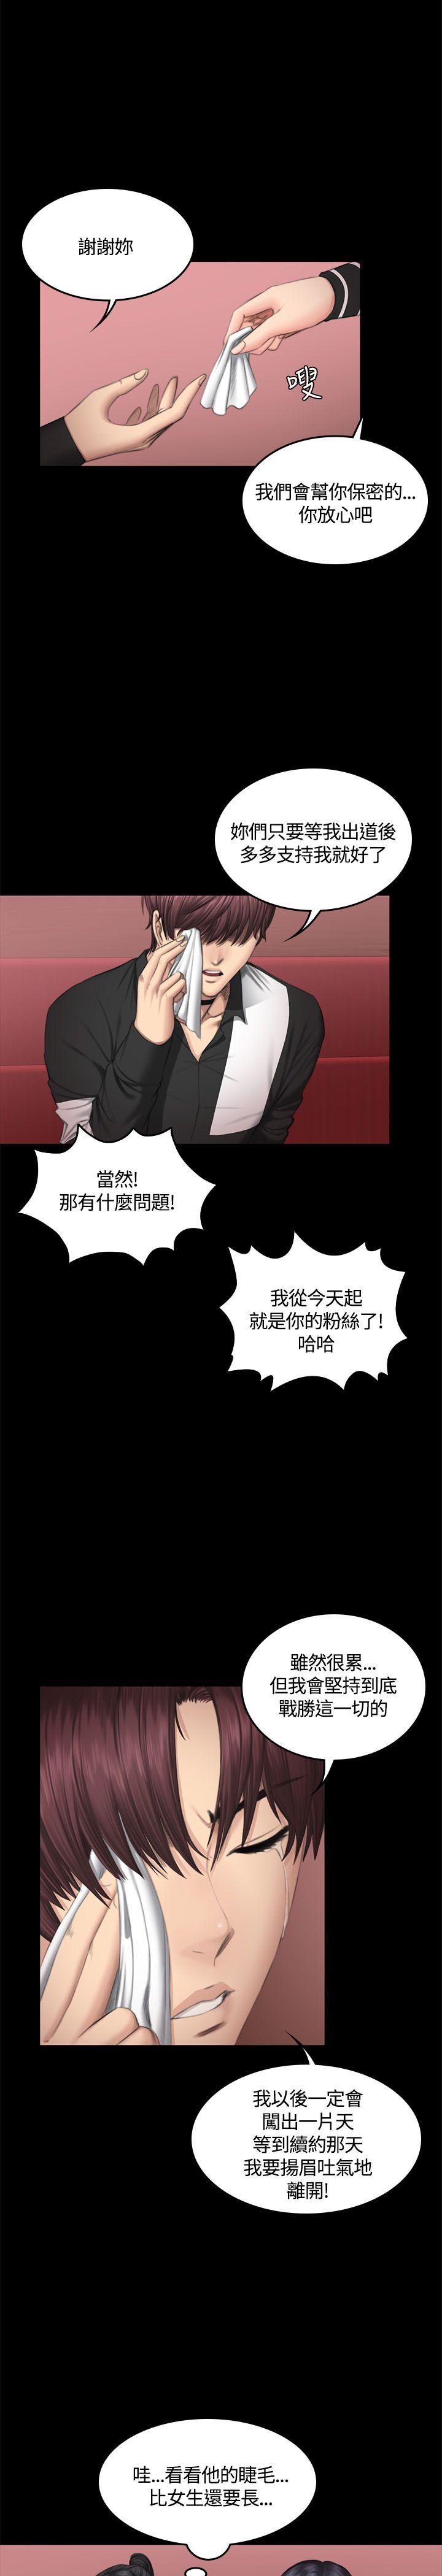 謝謝妳
嗖
我們會幫你保密的...
你放心吧
妳們只要等我出道後
多多支持我就好了
當然!
那有什麼問題!
我從今天起
就是你的粉絲了!
哈哈
雖然很累...
但我會堅持到底
戰勝這一切的
我以後一定會
闖出一片天
等到續約那天
我要揚眉吐氣地
離開!
哇...看看他的睫毛...
比女生還要長...